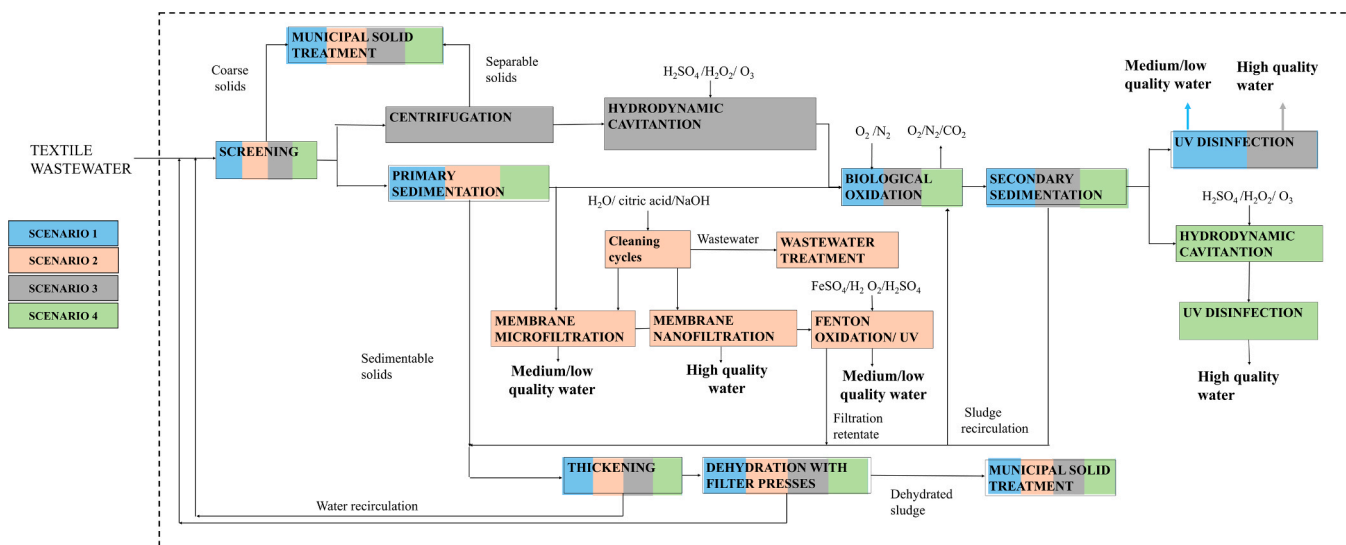 MUNICIPAL SOLID
TREATMENT
Coarse
solids
Separable
solids
H₂SO₄ /H₂O₂/ O₃
Medium/low
quality water
High quality
water
CENTRIFUGATION
HYDRODYNAMIC
CAVITANTION
O₂ /N₂
O₂/N₂/CO₂
UV DISINFECTION
TEXTILE
WASTEWATER
SCREENING
PRIMARY
SEDIMENTATION
BIOLOGICAL
OXIDATION
SECONDARY
SEDIMENTATION
H₂O/ citric acid/NaOH
H₂SO₄ /H₂O₂/ O₃
SCENARIO 1
SCENARIO 2
SCENARIO 3
SCENARIO 4
Cleaning
cycles
Wastewater
WASTEWATER
TREATMENT
HYDRODYNAMIC
CAVITANTION
FeSO₄/H₂ O₂/H₂SO₄
MEMBRANE
MICROFILTRATION
MEMBRANE
NANOFILTRATION
FENTON
OXIDATION/ UV
UV DISINFECTION
Sedimentable
solids
Medium/low
quality water
High quality
water
Medium/low
quality water
High quality
water
Filtration
retentate
Sludge
recirculation
THICKENING
DEHYDRATION WITH
FILTER PRESSES
MUNICIPAL SOLID
TREATMENT
Water recirculation
Dehydrated
sludge